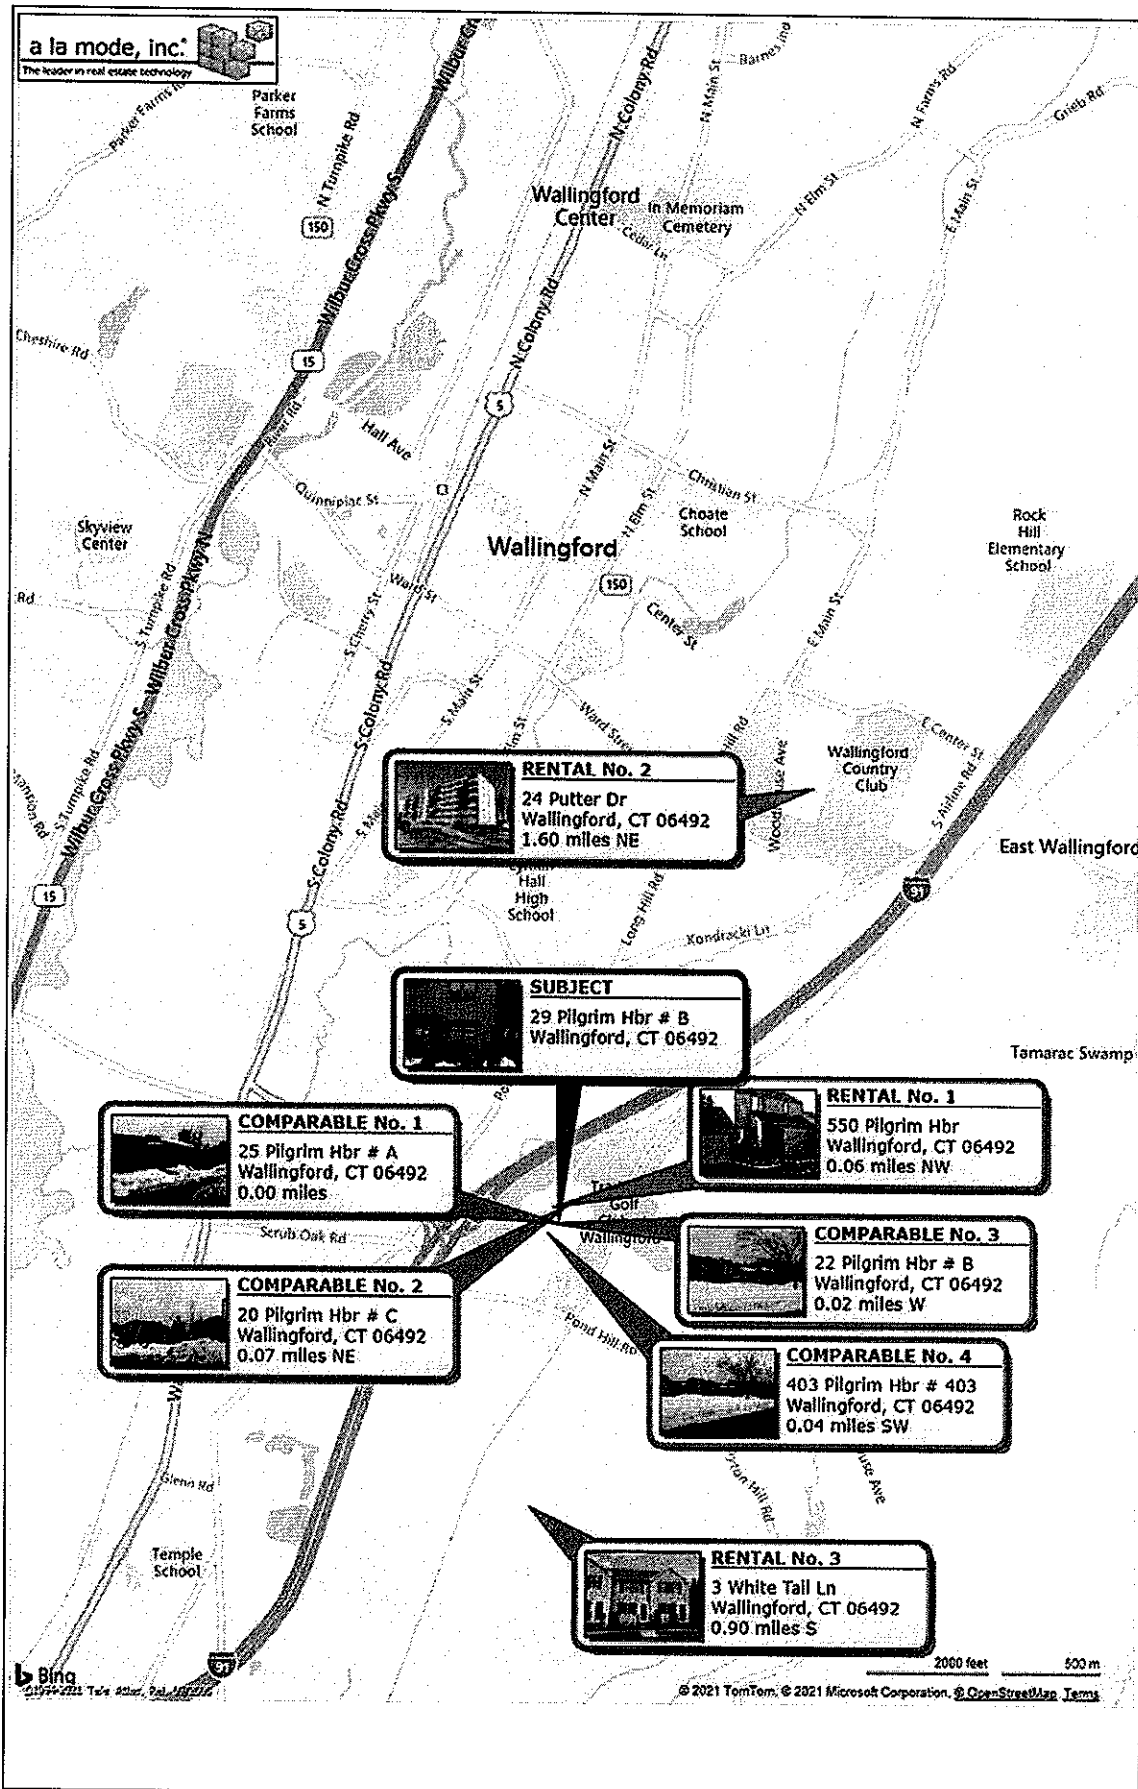 a la mode, inc.
The leader in real estate technology
Parker Farms School
N Turnpike Rd
150
Wilbur Cross Pkwy S
N Colony Rd
N Main St
Barnes
N Farms Rd
Grieb Rd
Wallingford Center
In Memoriam Cemetery
Cedar Ln
N Elm St
E Main St
Cheshire Rd
15
River Rd
N Colony Rd
5
Hall Ave
Quinnipiac St
N Main St
N Elm St
Christian St
Choate School
Rock Hill Elementary School
Skyview Center
Wallingford
150
Rd
S Turnpike Rd
Wilbur Cross Pkwy N
Ward St
S Cherry St
Center St
E Main St
S Colony Rd
S Main St
Ward Street
Hill Rd
Wallingford Country Club
E Center St
S Airline Rd
East Wallingford
Wilbur Cross Pkwy S
S Turnpike Rd
Mansion Rd
RENTAL No. 2
24 Putter Dr
Wallingford, CT 06492
1.60 miles NE
Hall High School
S Colony Rd
15
5
91
Long Hill Rd
Kondracki Ln
SUBJECT
29 Pilgrim Hbr # B
Wallingford, CT 06492
Tamarac Swamp
RENTAL No. 1
550 Pilgrim Hbr
Wallingford, CT 06492
0.06 miles NW
COMPARABLE No. 1
25 Pilgrim Hbr # A
Wallingford, CT 06492
0.00 miles
Golf
Wallingford
Scrub Oak Rd
COMPARABLE No. 3
22 Pilgrim Hbr # B
Wallingford, CT 06492
0.02 miles W
COMPARABLE No. 2
20 Pilgrim Hbr # C
Wallingford, CT 06492
0.07 miles NE
Pond Hill Rd
COMPARABLE No. 4
403 Pilgrim Hbr # 403
Wallingford, CT 06492
0.04 miles SW
Glenn Rd
Temple School
RENTAL No. 3
3 White Tail Ln
Wallingford, CT 06492
0.90 miles S
91
Bing
2000 feet
500 m
© 2021 TomTom, © 2021 Microsoft Corporation, © OpenStreetMap Terms